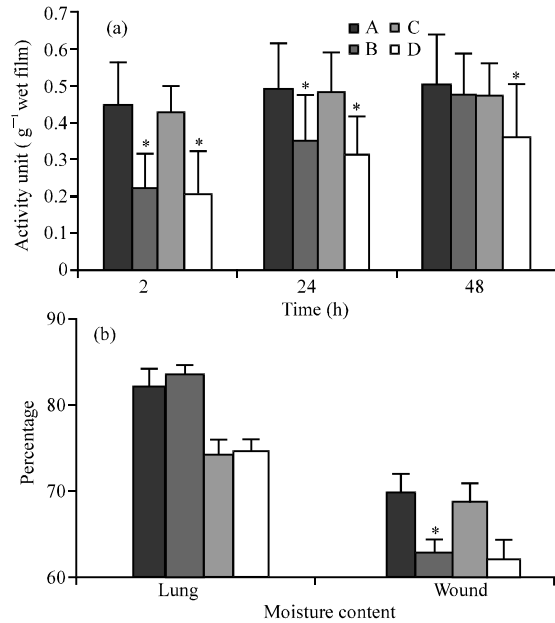 (a)
A
C
B
D
0.7
0.6
0.5
0.4
0.3
0.2
0.1
0
Activity unit ( g⁻¹ wet film)
*
*
*
*
*
2
24
48
Time (h)
(b)
90
80
70
60
Percentage
*
Lung
Wound
Moisture content